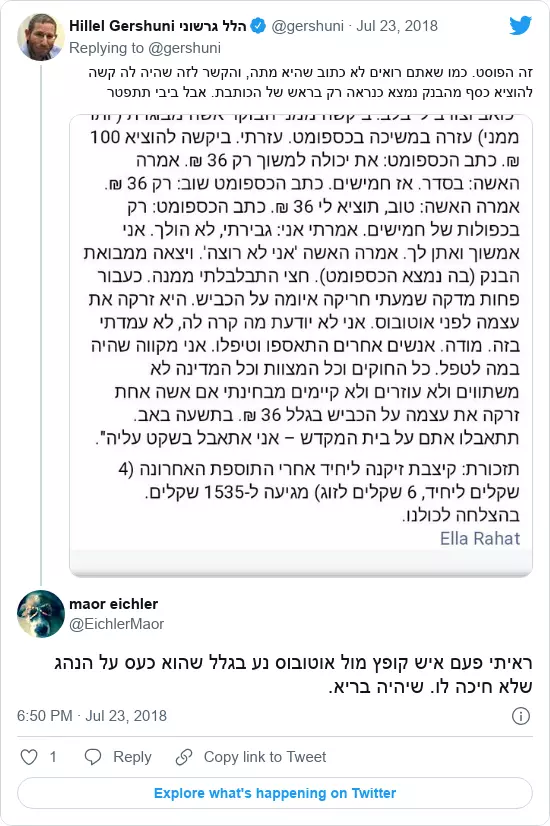 Hillel Gershuni הלל גרשוני @gershuni · Jul 23, 2018
Replying to @gershuni
זה הפוסט. כמו שאתם רואים לא כתוב שהיא מתה, והקשר לזה שהיה לה קשה
להוציא כסף מהבנק נמצא כנראה רק בראש של הכותבת. אבל ביבי תתפטר
ממני) עזרה במשיכה בכספומט. עזרתי. ביקשה להוציא 100
₪. כתב הכספומט: את יכולה למשוך רק 36 ₪. אמרה
האשה: בסדר. אז חמישים. כתב הכספומט שוב: רק 36 ₪.
אמרה האשה: טוב, תוציא לי 36 ₪. כתב הכספומט: רק
בכפולות של חמישים. אמרתי אני: גבירתי, לא הולך. אני
אמשוך ואתן לך. אמרה האשה 'אני לא רוצה'. ויצאה ממבואת
הבנק (בה נמצא הכספומט). חצי התבלבלתי ממנה. כעבור
פחות מדקה שמעתי חריקה איומה על הכביש. היא זרקה את
עצמה לפני אוטובוס. אני לא יודעת מה קרה לה, לא עמדתי
בזה. מודה. אנשים אחרים התאספו וטיפלו. אני מקווה שהיה
במה לטפל. כל החוקים וכל המצוות וכל המדינה לא
משתווים ולא עוזרים ולא קיימים מבחינתי אם אשה אחת
זרקה את עצמה על הכביש בגלל 36 ₪. בתשעה באב.
תתאבלו אתם על בית המקדש – אני אתאבל בשקט עליה".
תזכורת: קיצבת זיקנה ליחיד אחרי התוספת האחרונה (4
שקלים ליחיד, 6 שקלים לזוג) מגיעה ל-1535 שקלים.
בהצלחה לכולנו.
Ella Rahat
maor eichler
@EichlerMaor
ראיתי פעם איש קופץ מול אוטובוס נע בגלל שהוא כעס על הנהג
שלא חיכה לו. שיהיה בריא.
6:50 PM · Jul 23, 2018
1 Reply Copy link to Tweet
Explore what's happening on Twitter